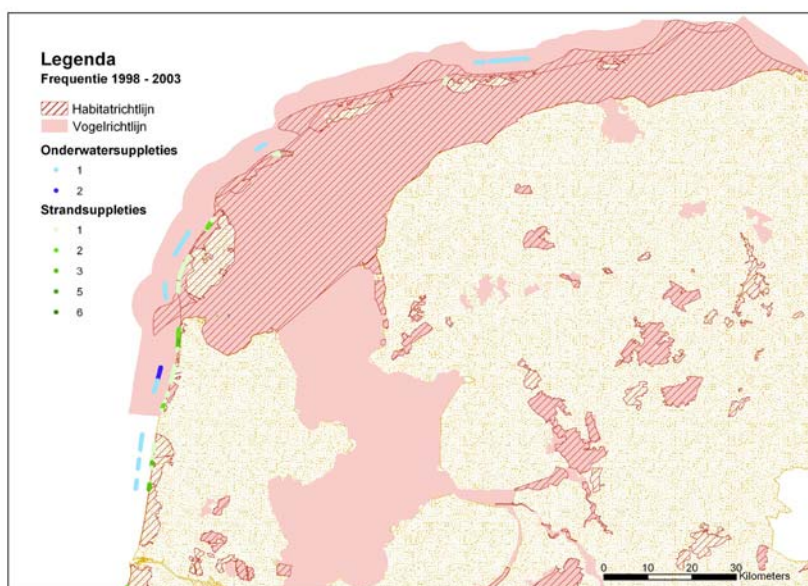 Legenda
Frequentie 1998 - 2003
Habitatrichtlijn
Vogelrichtlijn
Onderwatersuppleties
1
2
Strandsuppleties
1
2
3
5
6
0 10 20 30
Kilometers